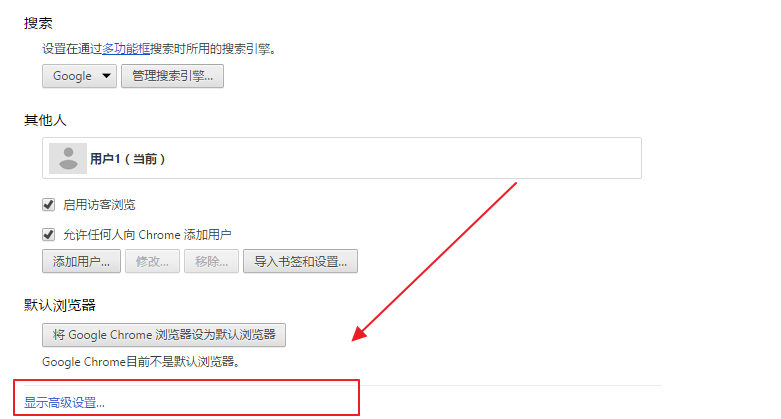 搜索
设置在通过多功能框搜索时所用的搜索引擎。
Google 管理搜索引擎...
其他人
用户1（当前）
启用访客浏览
允许任何人向 Chrome 添加用户
添加用户... 修改... 移除... 导入书签和设置...
默认浏览器
将 Google Chrome 浏览器设为默认浏览器
Google Chrome目前不是默认浏览器。
显示高级设置...